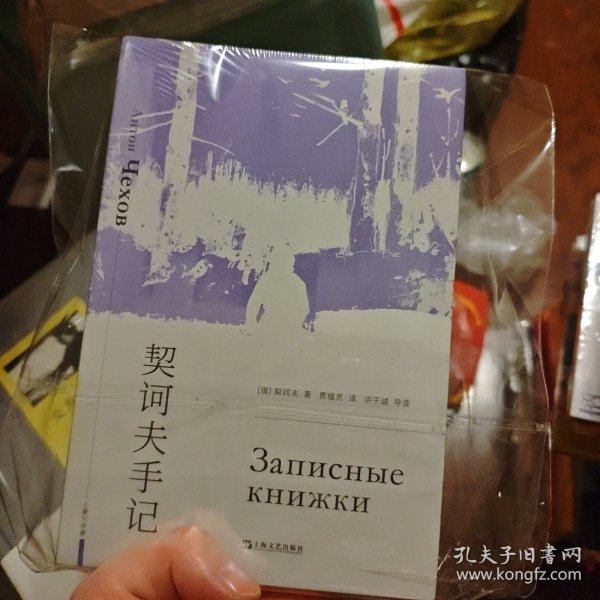 Антон Чехов
契诃夫手记
[俄] 契诃夫 著 贾植芳 译 洪子诚 导读
Записные
книжки
上海文艺出版社
孔夫子旧书网
www.kongfz.com